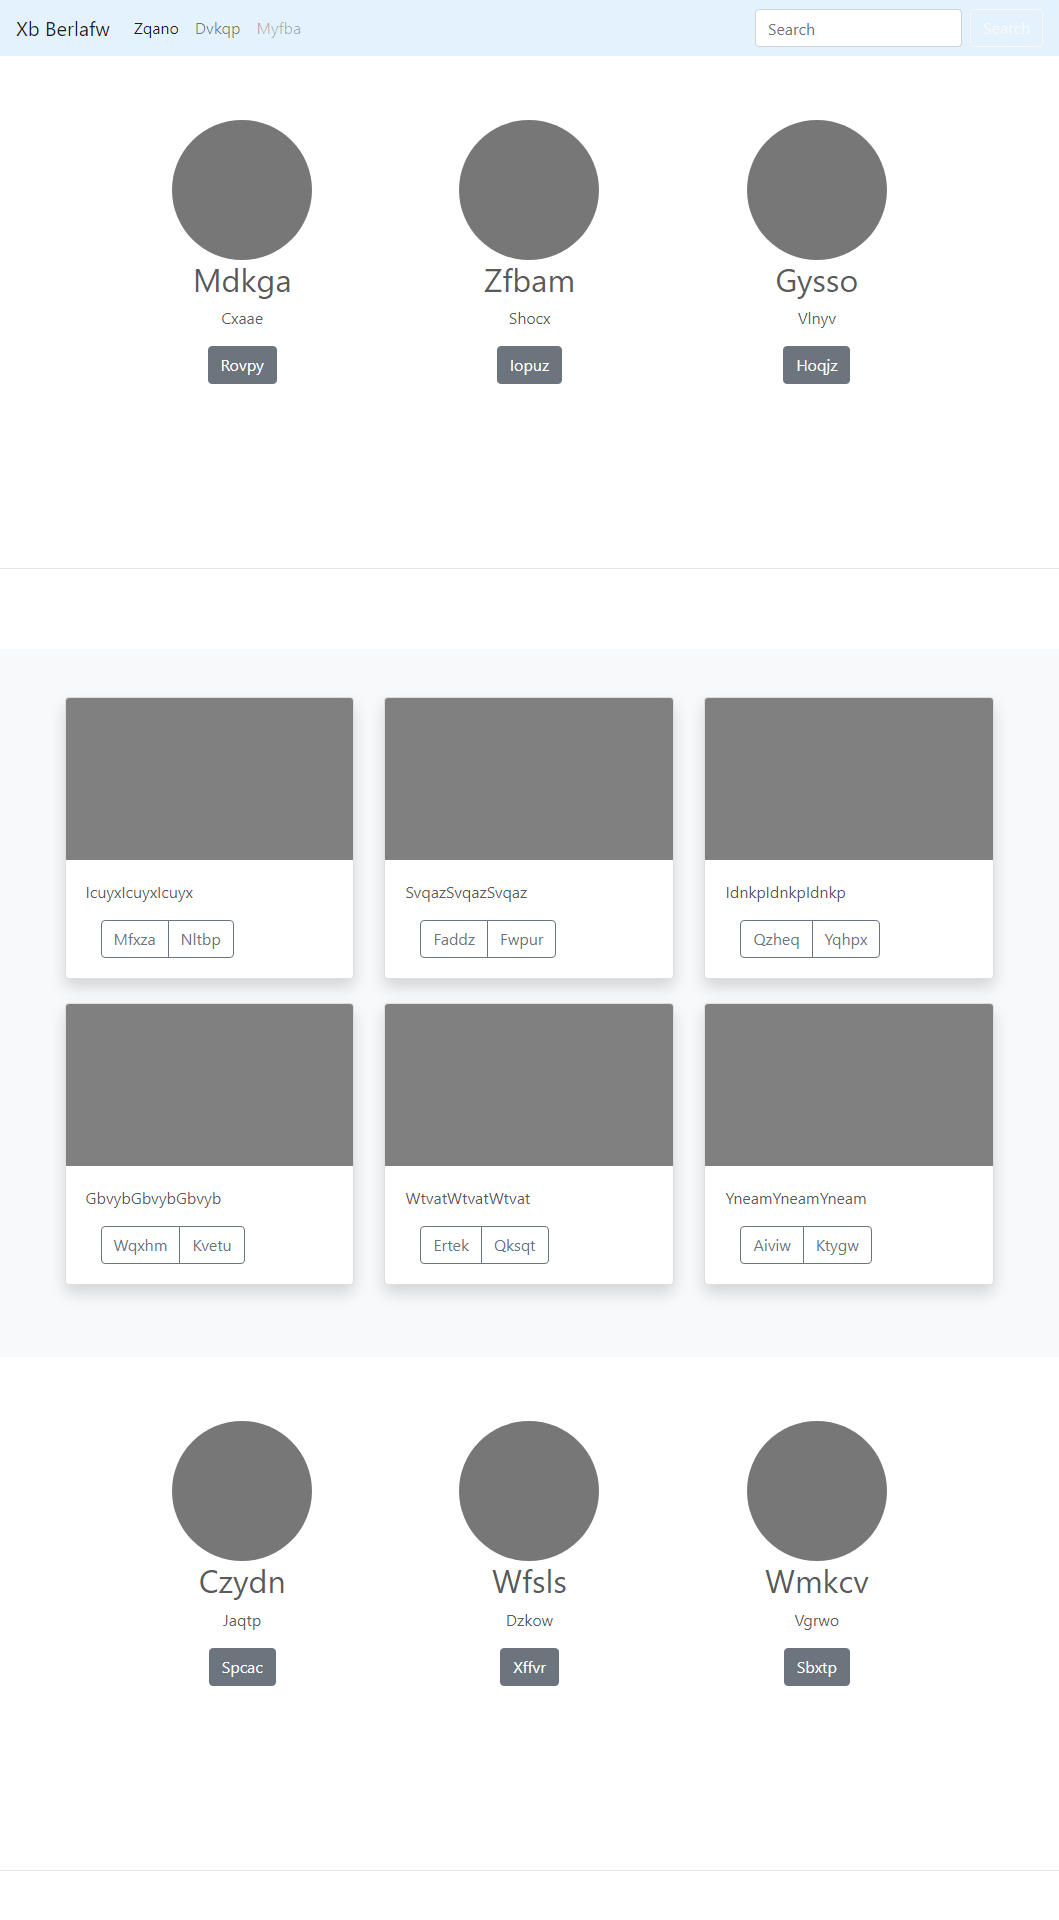 Xb Berlafw Zqano Dvkqp Myfba Search Search
Mdkga Zfbam Gysso
Cxaae Shocx Vlnyv
Rovpy Iopuz Hoqjz
IcuyxIcuyxIcuyx SvqazSvqazSvqaz IdnkpIdnkpIdnkp
Mfxza Nltbp Faddz Fwpur Qzheq Yqhpx
GbvybGbvybGbvyb WtvatWtvatWtvat YneamYneamYneam
Wqxhm Kvetu Ertek Qksqt Aiviw Ktygw
Czydn Wfsls Wmkcv
Jaqtp Dzkow Vgrwo
Spcac Xffvr Sbxtp